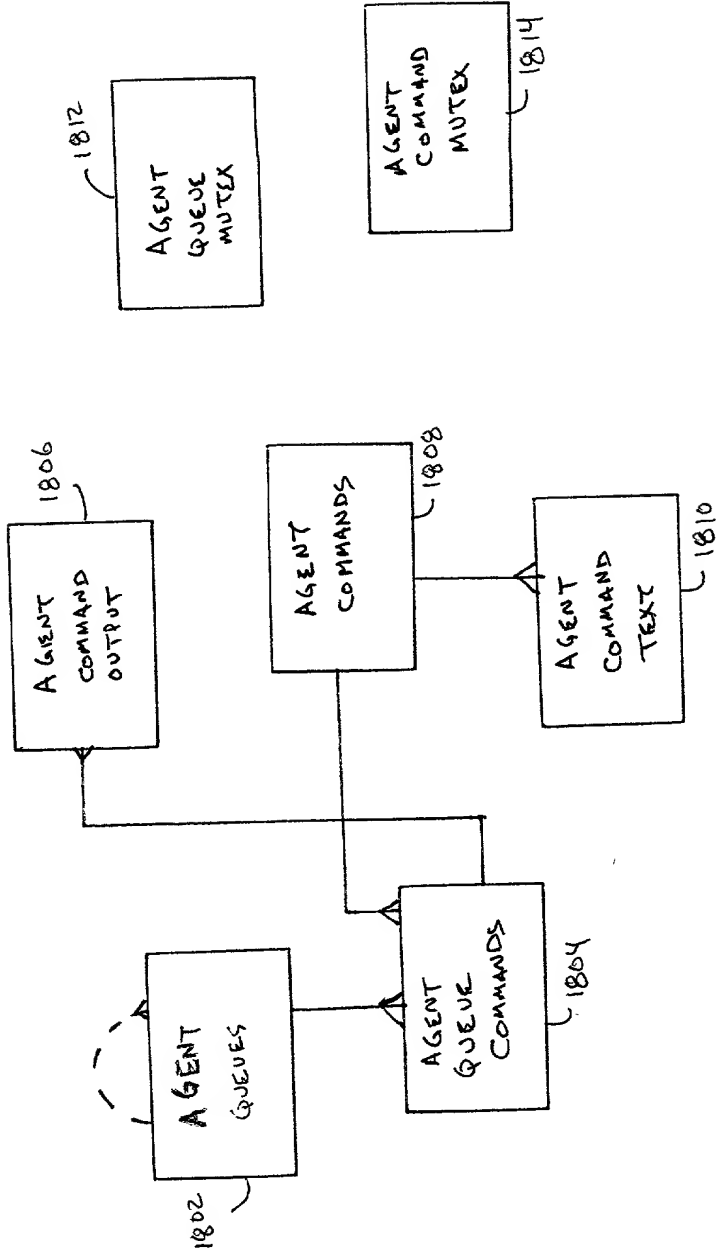 1802
AGENT
QUEUES
AGENT
QUEUE
COMMANDS
1804
AGENT
COMMAND
OUTPUT
1806
AGENT
COMMANDS
1808
AGENT
COMMAND
TEXT
1810
AGENT
QUEUE
MUTEX
1812
AGENT
COMMAND
MUTEX
1814